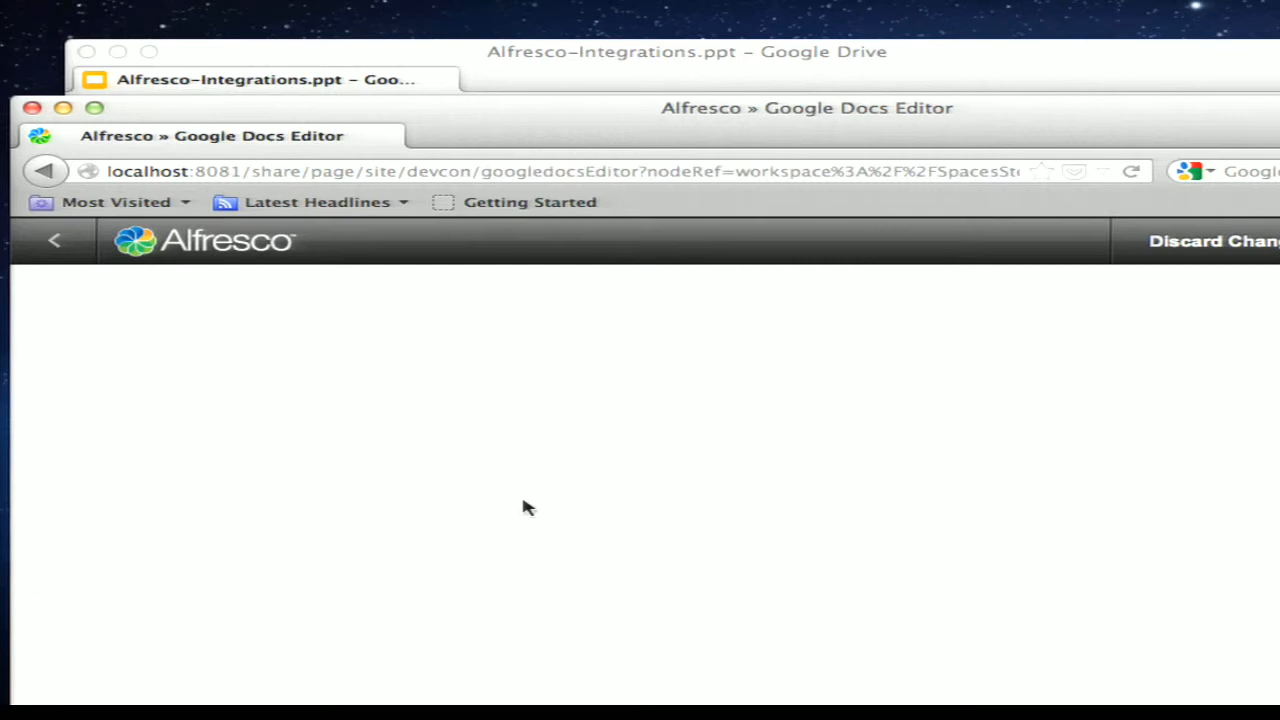 Alfresco-Integrations.ppt – Google Drive
Alfresco-Integrations.ppt – Goo...
Alfresco » Google Docs Editor
Alfresco » Google Docs Editor
localhost:8081/share/page/site/devcon/googledocsEditor?nodeRef=workspace%3A%2F%2FSpacesSt
Most Visited Latest Headlines Getting Started
< Alfresco Discard